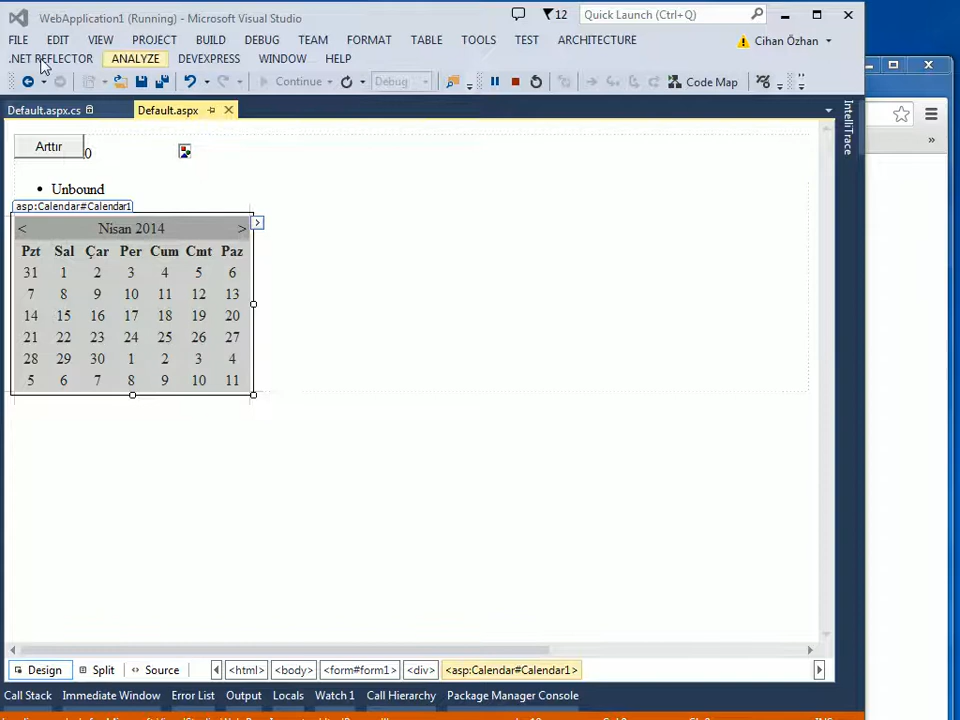 WebApplication1 (Running) - Microsoft Visual Studio
12
Quick Launch (Ctrl+Q)
FILE EDIT VIEW PROJECT BUILD DEBUG TEAM FORMAT TABLE TOOLS TEST ARCHITECTURE
Cihan Özhan
.NET REFLECTOR ANALYZE DEVEXPRESS WINDOW HELP
Continue Debug Code Map
Default.aspx.cs Default.aspx
IntelliTrace
Arttır
0
Unbound
asp:Calendar#Calendar1
< Nisan 2014 >
Pzt Sal Çar Per Cum Cmt Paz
31 1 2 3 4 5 6
7 8 9 10 11 12 13
14 15 16 17 18 19 20
21 22 23 24 25 26 27
28 29 30 1 2 3 4
5 6 7 8 9 10 11
Design Split Source <html> <body> <form#form1> <div> <asp:Calendar#Calendar1>
Call Stack Immediate Window Error List Output Locals Watch 1 Call Hierarchy Package Manager Console